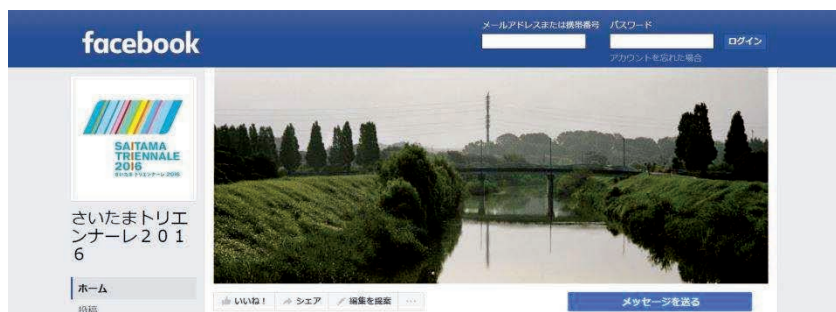 facebook
メールアドレスまたは携帯番号 パスワード
ログイン
アカウントを忘れた場合
SAITAMA
TRIENNALE
2016
さいたまトリエンナーレ2016
さいたまトリエ
ンナーレ２０１
６
ホーム
投稿
いいね！ シェア 編集を提案 ...
メッセージを送る